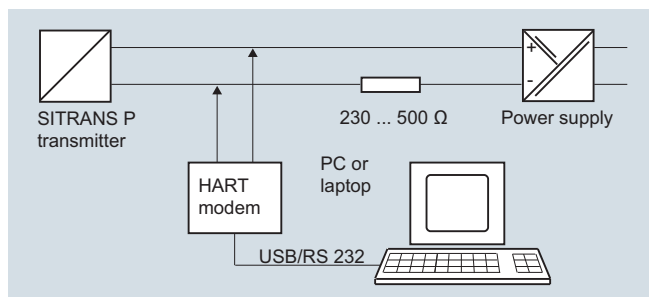 +
-
SITRANS P
transmitter
230 ... 500 Ω
Power supply
HART
modem
PC or
laptop
USB/RS 232